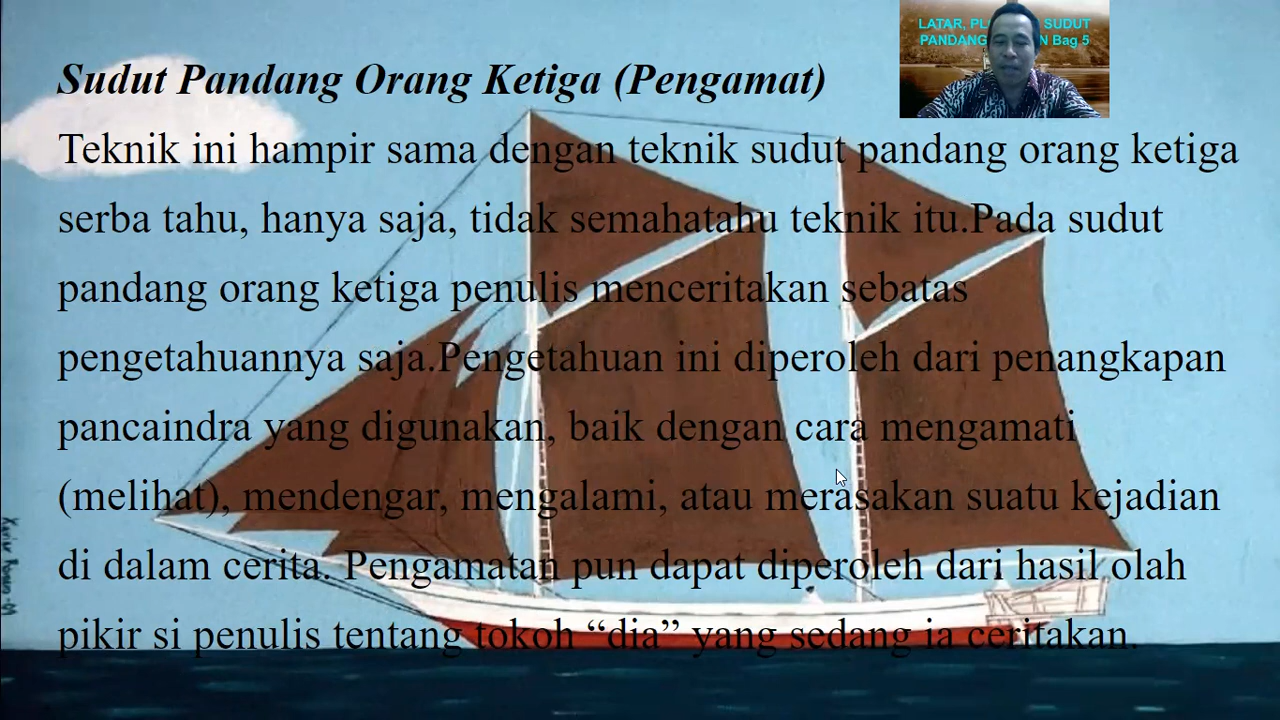 LATAR, SUDUT
PANDANG Bag 5
Sudut Pandang Orang Ketiga (Pengamat)
Teknik ini hampir sama dengan teknik sudut pandang orang ketiga
serba tahu, hanya saja, tidak semahatahu teknik itu.Pada sudut
pandang orang ketiga penulis menceritakan sebatas
pengetahuannya saja.Pengetahuan ini diperoleh dari penangkapan
pancaindra yang digunakan, baik dengan cara mengamati
(melihat), mendengar, mengalami, atau merasakan suatu kejadian
di dalam cerita. Pengamatan pun dapat diperoleh dari hasil olah
pikir si penulis tentang tokoh “dia” yang sedang ia ceritakan.